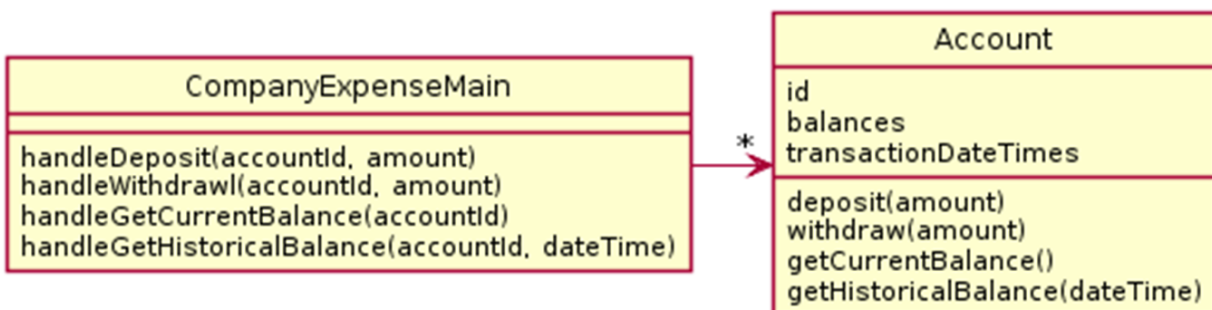 CompanyExpenseMain
handleDeposit(accountId, amount)
handleWithdrawl(accountId, amount)
handleGetCurrentBalance(accountId)
handleGetHistoricalBalance(accountId, dateTime)
*
Account
id
balances
transactionDateTimes
deposit(amount)
withdraw(amount)
getCurrentBalance()
getHistoricalBalance(dateTime)